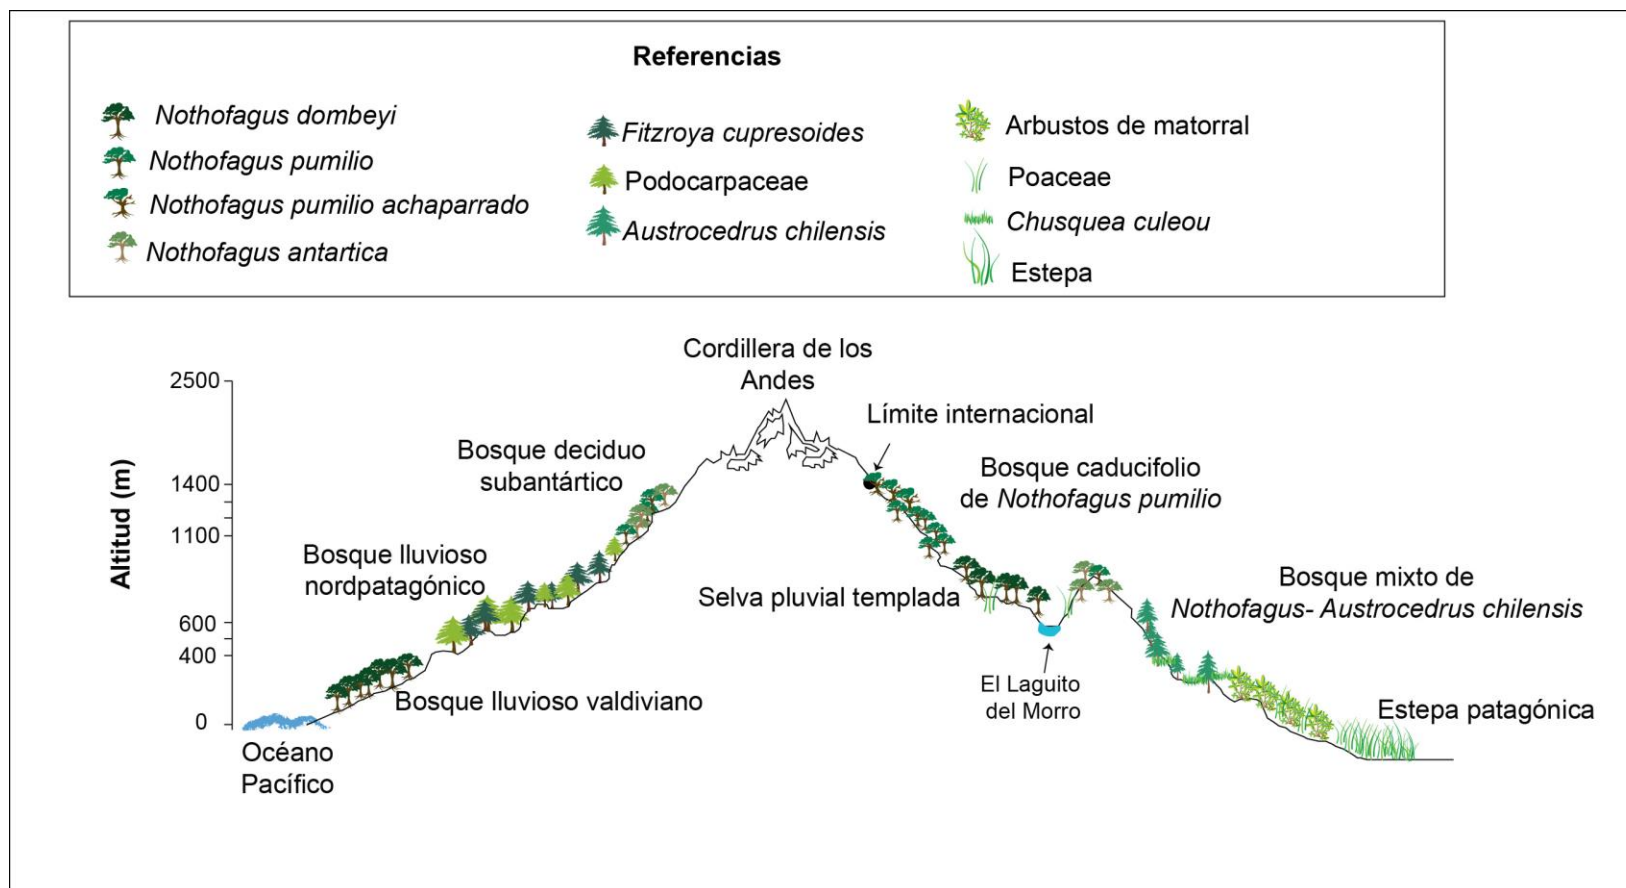 Referencias
Nothofagus dombeyi
Nothofagus pumilio
Nothofagus pumilio achaparrado
Nothofagus antartica
Fitzroya cupresoides
Podocarpaceae
Austrocedrus chilensis
Arbustos de matorral
Poaceae
Chusquea culeou
Estepa
Altitud (m)
2500
1400
1100
600
400
0
Océano
Pacífico
Bosque lluvioso valdiviano
Bosque lluvioso
nordpatagónico
Bosque deciduo
subantártico
Cordillera de los
Andes
Límite internacional
Bosque caducifolio
de Nothofagus pumilio
Selva pluvial templada
El Laguito
del Morro
Bosque mixto de
Nothofagus- Austrocedrus chilensis
Estepa patagónica